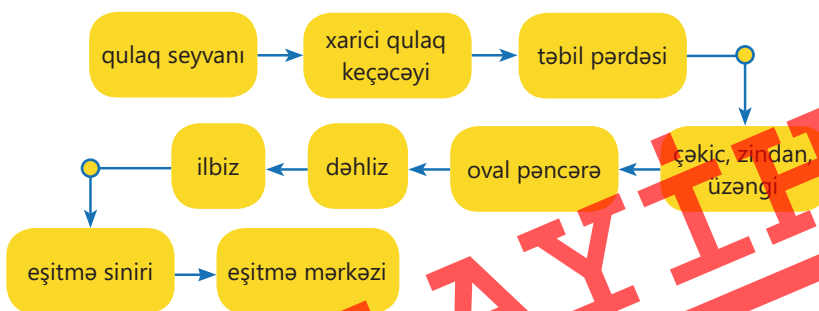 qulaq seyvanı
xarici qulaq
keçəcəyi
təbil pərdəsi
çəkic, zindan,
üzəngi
oval pəncərə
dəhliz
ilbiz
eşitmə siniri
eşitmə mərkəzi